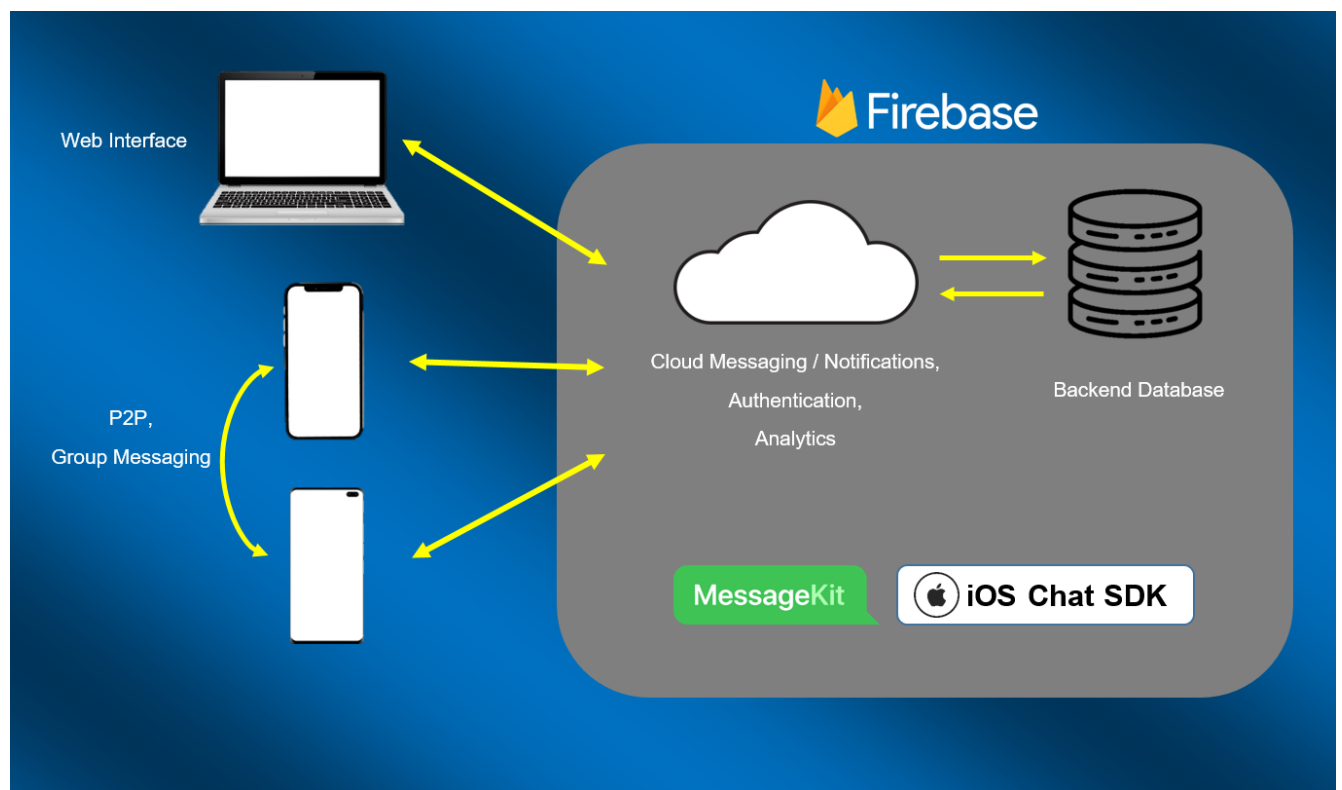 Firebase
Web Interface
Cloud Messaging / Notifications,
Authentication,
Analytics
Backend Database
P2P,
Group Messaging
MessageKit
iOS Chat SDK